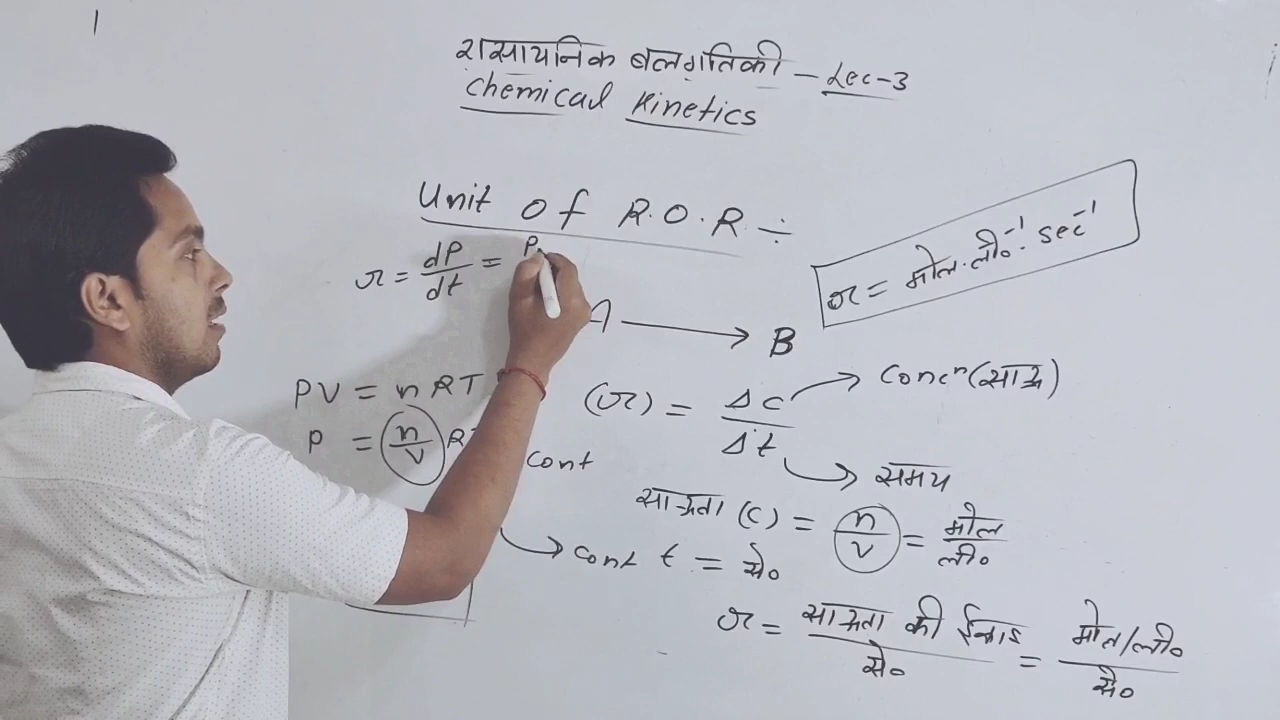 रासायनिक बलगतिकी – Lec-3
Chemical Kinetics
Unit of R.O.R ÷
r = dP/dt = P
r = मोल.ली०⁻¹. sec⁻¹
A → B
PV = nRT
P = (n/V) R
cont
(r) = Δc/Δt
concⁿ (सान्द्र)
समय
सान्द्रता (c) = n/v = मोल/ली०
cont t = से०
r = सान्द्रता की ईकाई/से० = मोल/ली०/से०